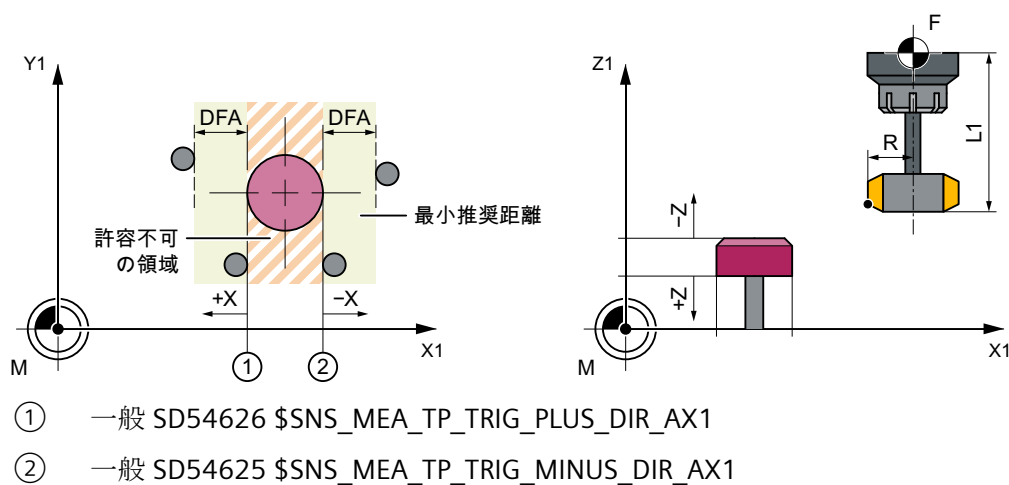 Y1
DFA
DFA
最小推奨距離
許容不可
の領域
+X
−X
X1
M
①
②
Z1
−Z
+Z
X1
M
F
L1
R
① 一般 SD54626 $SNS_MEA_TP_TRIG_PLUS_DIR_AX1
② 一般 SD54625 $SNS_MEA_TP_TRIG_MINUS_DIR_AX1